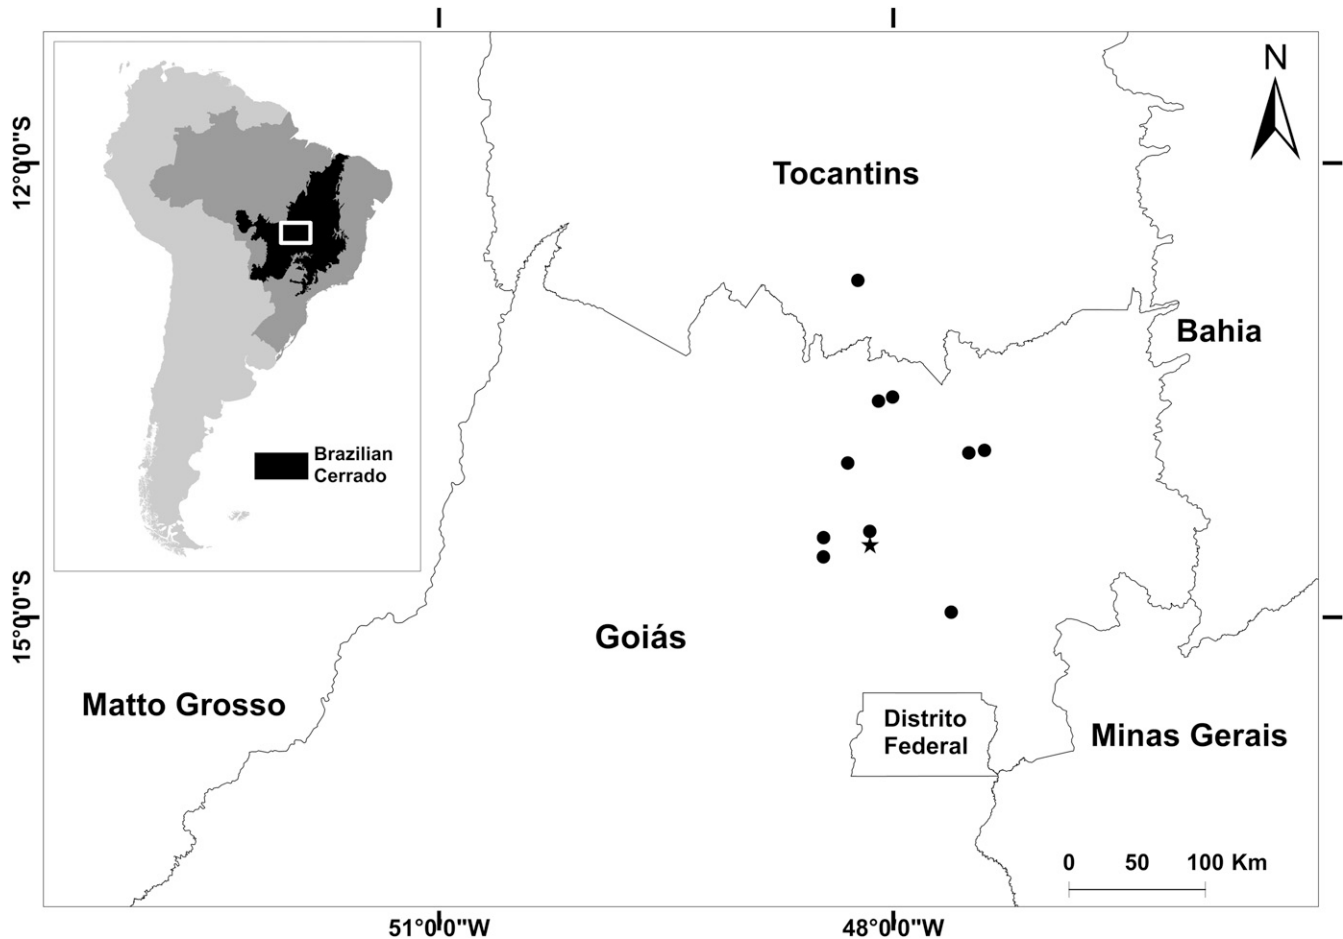 N
12°0'0"S
Tocantins
Bahia
Brazilian
Cerrado
15°0'0"S
Goiás
Matto Grosso
Distrito
Federal
Minas Gerais
0 50 100 Km
51°0'0"W 48°0'0"W